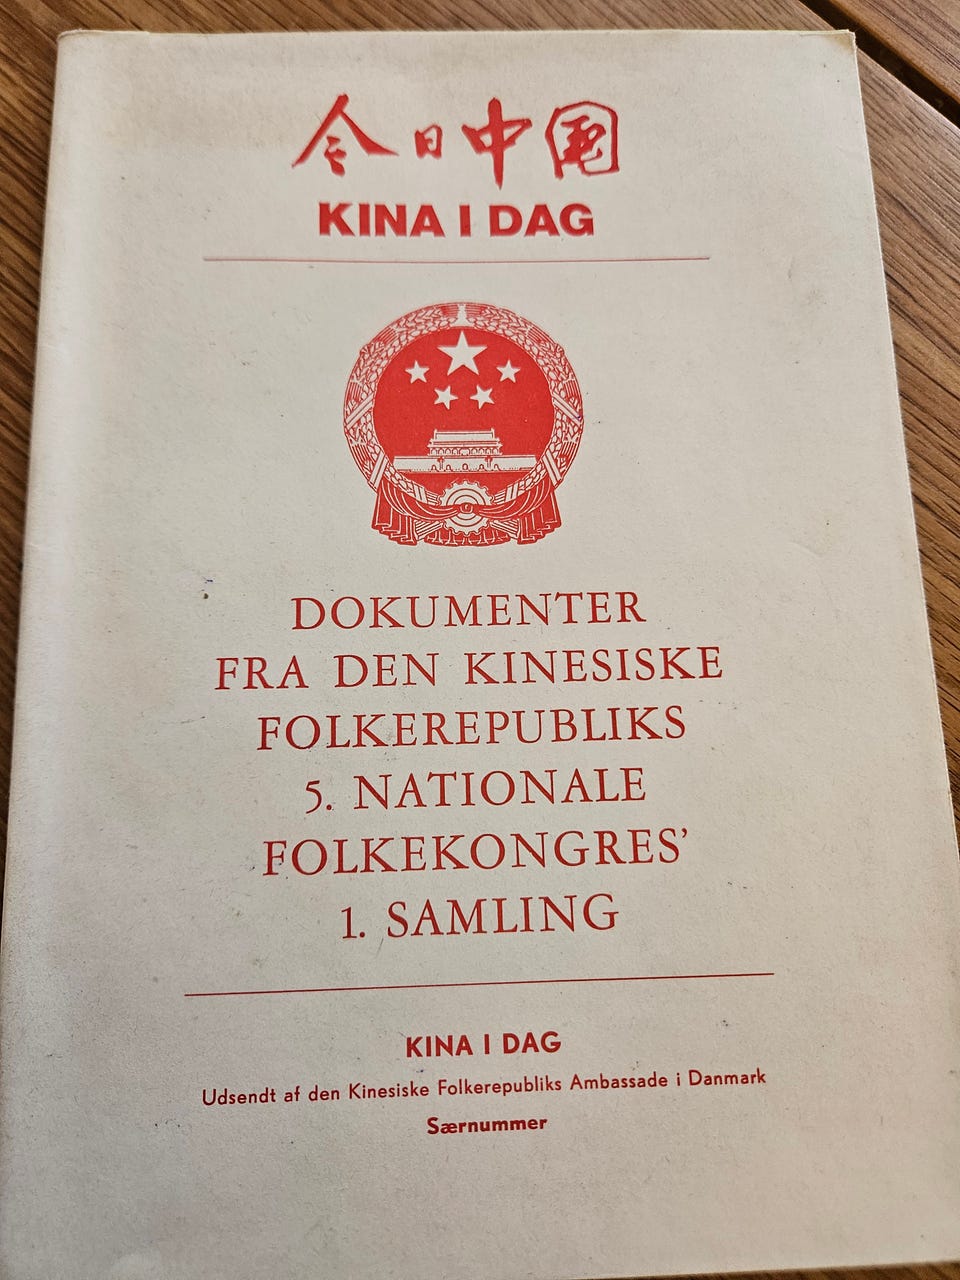 今日中国
KINA I DAG
DOKUMENTER
FRA DEN KINESISKE
FOLKEREPUBLIKS
5. NATIONALE
FOLKEKONGRES’
1. SAMLING
KINA I DAG
Udsendt af den Kinesiske Folkerepubliks Ambassade i Danmark
Særnummer